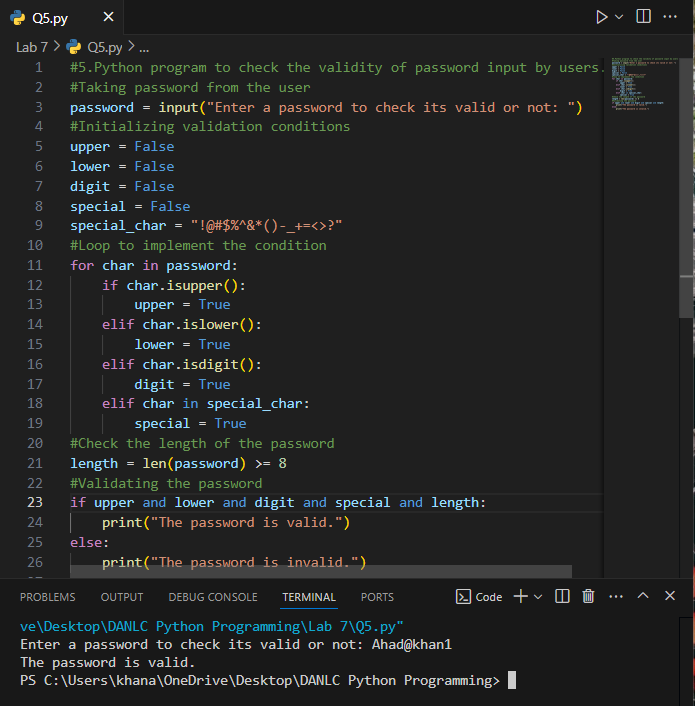 Q5.py
Lab 7 > Q5.py > ...
1 #5.Python program to check the validity of password input by users.
2 #Taking password from the user
3 password = input("Enter a password to check its valid or not: ")
4 #Initializing validation conditions
5 upper = False
6 lower = False
7 digit = False
8 special = False
9 special_char = "!@#$%^&*()-_+=<>?"
10 #Loop to implement the condition
11 for char in password:
12 if char.isupper():
13 upper = True
14 elif char.islower():
15 lower = True
16 elif char.isdigit():
17 digit = True
18 elif char in special_char:
19 special = True
20 #Check the length of the password
21 length = len(password) >= 8
22 #Validating the password
23 if upper and lower and digit and special and length:
24 print("The password is valid.")
25 else:
26 print("The password is invalid.")
PROBLEMS OUTPUT DEBUG CONSOLE TERMINAL PORTS Code
ve\Desktop\DANLC Python Programming\Lab 7\Q5.py"
Enter a password to check its valid or not: Ahad@khan1
The password is valid.
PS C:\Users\khana\OneDrive\Desktop\DANLC Python Programming>